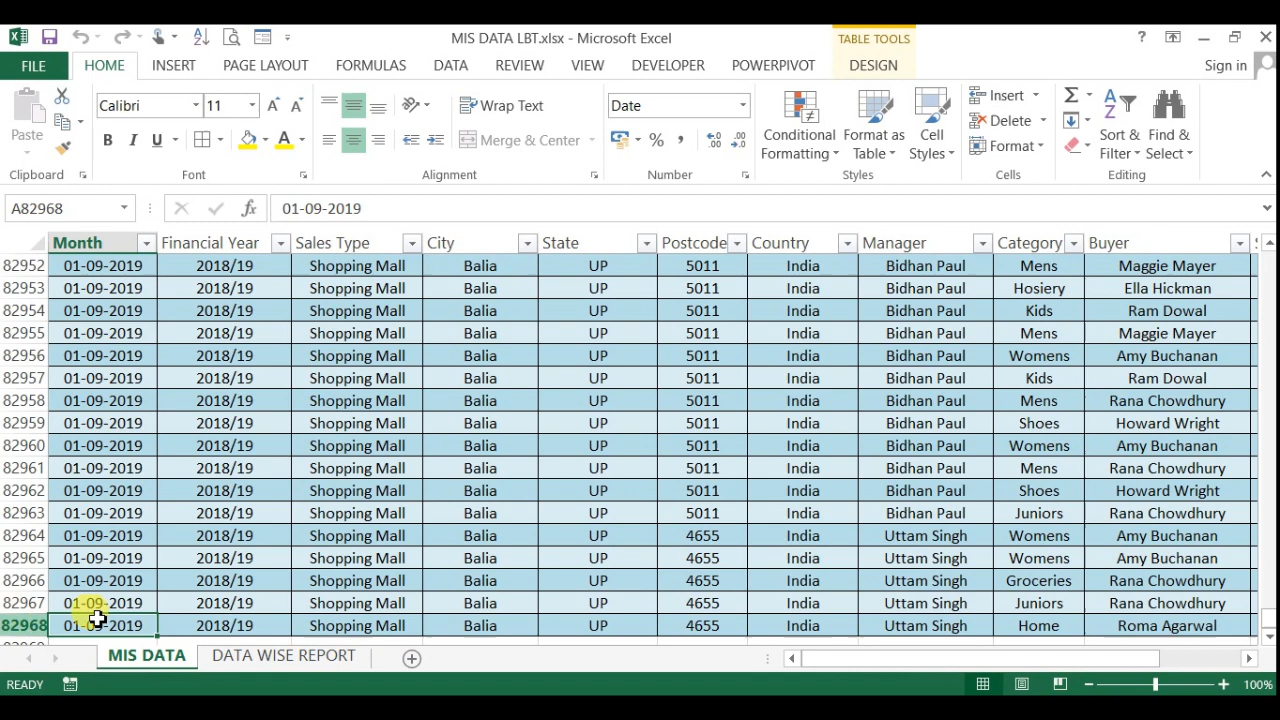 MIS DATA LBT.xlsx - Microsoft Excel
TABLE TOOLS
?
FILE HOME INSERT PAGE LAYOUT FORMULAS DATA REVIEW VIEW DEVELOPER POWERPIVOT DESIGN Sign in
Paste
Calibri 11
B I U A
Wrap Text
Merge & Center
Date
%
Conditional Formatting
Format as Table
Cell Styles
Insert
Delete
Format
Sort & Filter
Find & Select
Clipboard Font Alignment Number Styles Cells Editing
A82968 fx 01-09-2019
Month Financial Year Sales Type City State Postcode Country Manager Category Buyer
82952 01-09-2019 2018/19 Shopping Mall Balia UP 5011 India Bidhan Paul Mens Maggie Mayer
82953 01-09-2019 2018/19 Shopping Mall Balia UP 5011 India Bidhan Paul Hosiery Ella Hickman
82954 01-09-2019 2018/19 Shopping Mall Balia UP 5011 India Bidhan Paul Kids Ram Dowal
82955 01-09-2019 2018/19 Shopping Mall Balia UP 5011 India Bidhan Paul Mens Maggie Mayer
82956 01-09-2019 2018/19 Shopping Mall Balia UP 5011 India Bidhan Paul Womens Amy Buchanan
82957 01-09-2019 2018/19 Shopping Mall Balia UP 5011 India Bidhan Paul Kids Ram Dowal
82958 01-09-2019 2018/19 Shopping Mall Balia UP 5011 India Bidhan Paul Mens Rana Chowdhury
82959 01-09-2019 2018/19 Shopping Mall Balia UP 5011 India Bidhan Paul Shoes Howard Wright
82960 01-09-2019 2018/19 Shopping Mall Balia UP 5011 India Bidhan Paul Womens Amy Buchanan
82961 01-09-2019 2018/19 Shopping Mall Balia UP 5011 India Bidhan Paul Mens Rana Chowdhury
82962 01-09-2019 2018/19 Shopping Mall Balia UP 5011 India Bidhan Paul Shoes Howard Wright
82963 01-09-2019 2018/19 Shopping Mall Balia UP 5011 India Bidhan Paul Juniors Rana Chowdhury
82964 01-09-2019 2018/19 Shopping Mall Balia UP 4655 India Uttam Singh Womens Amy Buchanan
82965 01-09-2019 2018/19 Shopping Mall Balia UP 4655 India Uttam Singh Womens Amy Buchanan
82966 01-09-2019 2018/19 Shopping Mall Balia UP 4655 India Uttam Singh Groceries Rana Chowdhury
82967 01-09-2019 2018/19 Shopping Mall Balia UP 4655 India Uttam Singh Juniors Rana Chowdhury
82968 01-09-2019 2018/19 Shopping Mall Balia UP 4655 India Uttam Singh Home Roma Agarwal
MIS DATA DATA WISE REPORT
READY 100%